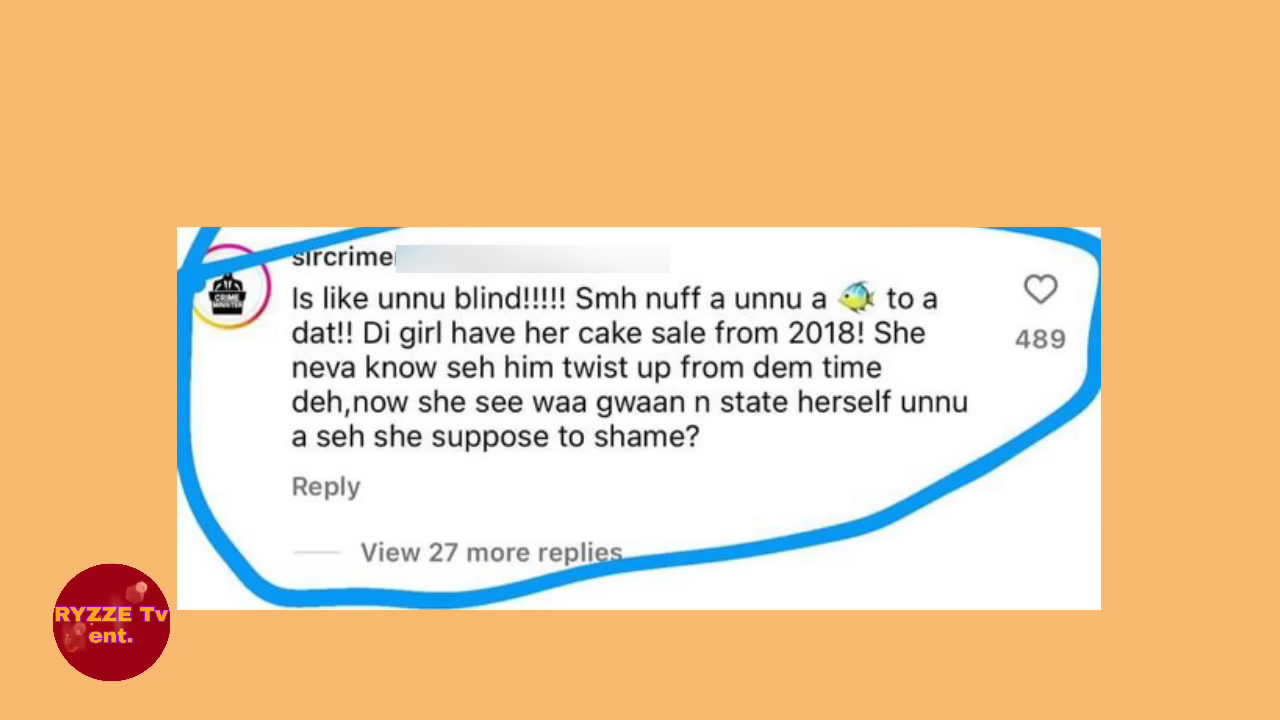 sircrime
Is like unnu blind!!!!! Smh nuff a unnu a 🐠 to a
dat!! Di girl have her cake sale from 2018! She
neva know seh him twist up from dem time
deh,now she see waa gwaan n state herself unnu
a seh she suppose to shame?
489
Reply
View 27 more replies
CRIME
MINISTER
RYZZE Tv
ent.